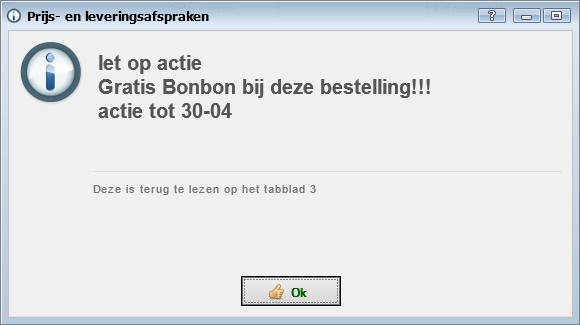 Prijs- en leveringsafspraken
?
let op actie
Gratis Bonbon bij deze bestelling!!!
actie tot 30-04
Deze is terug te lezen op het tabblad 3
Ok